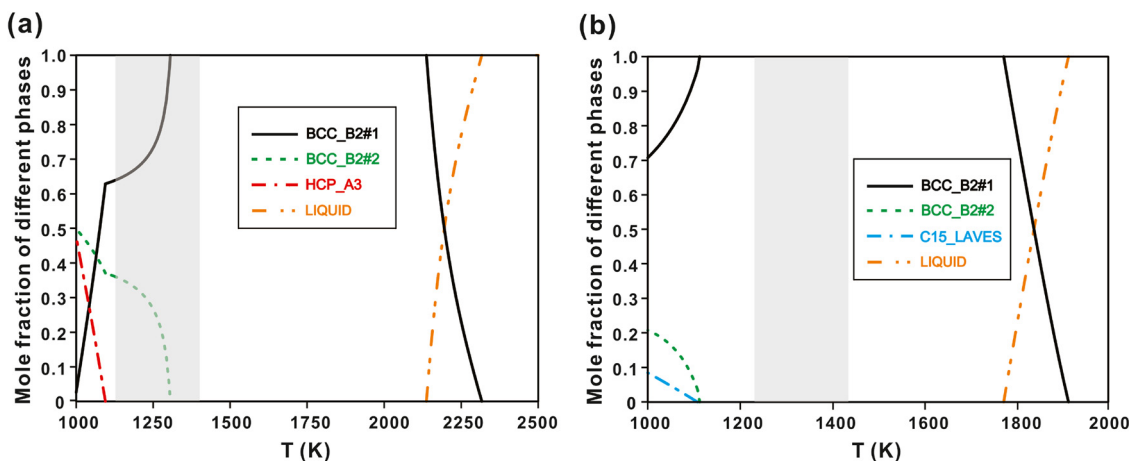 (a)
Mole fraction of different phases
1.0
0.9
0.8
0.7
0.6
0.5
0.4
0.3
0.2
0.1
0
BCC_B2#1
BCC_B2#2
HCP_A3
LIQUID
1000 1250 1500 1750 2000 2250 2500
T (K)
(b)
Mole fraction of different phases
1.0
0.9
0.8
0.7
0.6
0.5
0.4
0.3
0.2
0.1
0
BCC_B2#1
BCC_B2#2
C15_LAVES
LIQUID
1000 1200 1400 1600 1800 2000
T (K)